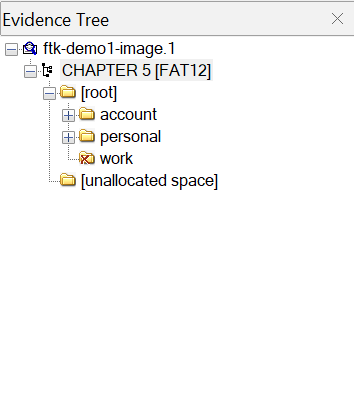 Evidence Tree
ftk-demo1-image.1
CHAPTER 5 [FAT12]
[root]
account
personal
work
[unallocated space]